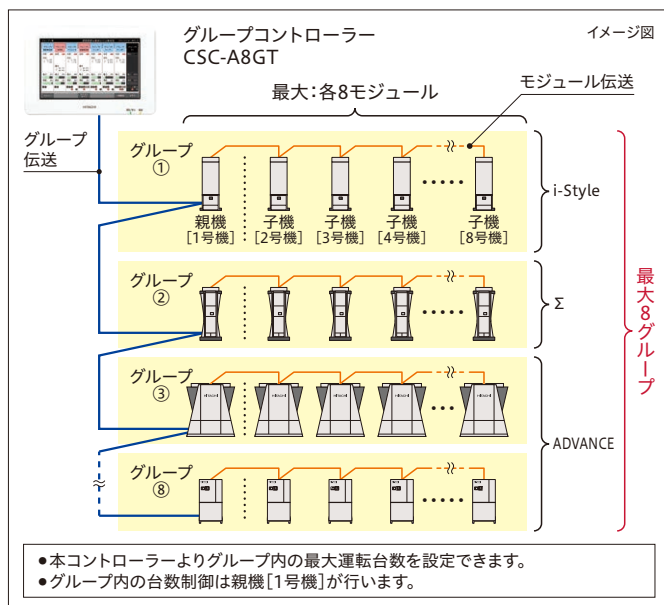 グループコントローラー
CSC-A8GT
イメージ図
最大：各8モジュール
モジュール伝送
グループ
伝送
グループ
①
親機
[1号機]
子機
[2号機]
子機
[3号機]
子機
[4号機]
子機
[8号機]
i-Style
グループ
②
Σ
グループ
③
HITACHI
HITACHI
HITACHI
HITACHI
HITACHI
グループ
⑧
ADVANCE
最大8グループ
●本コントローラーよりグループ内の最大運転台数を設定できます。
●グループ内の台数制御は親機[1号機]が行います。